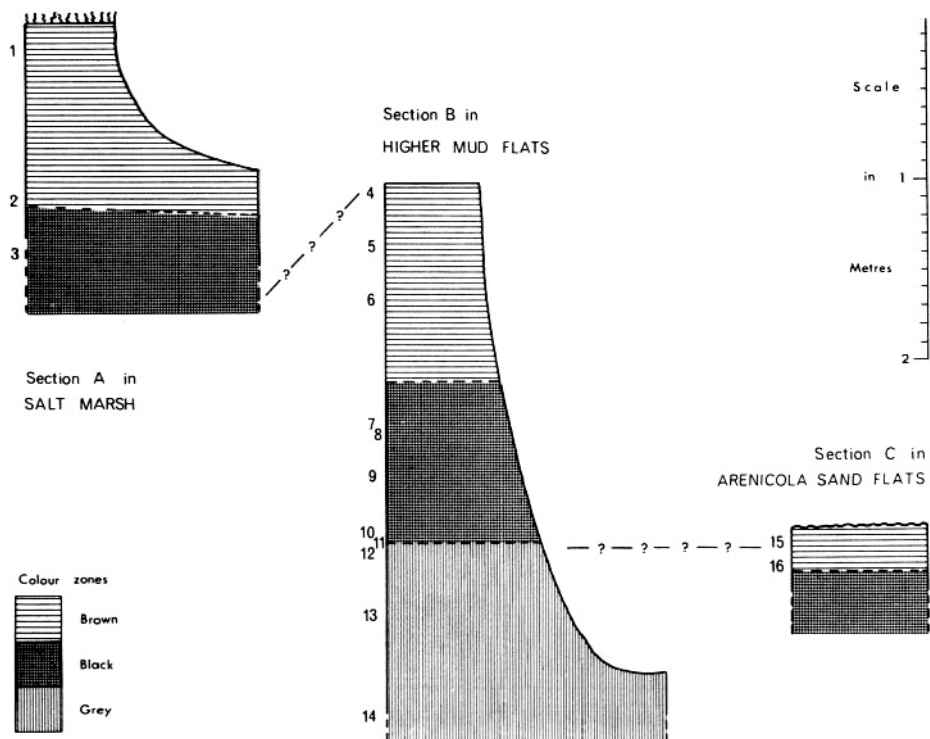 1
2
3
Section A in
SALT MARSH
? ? ?
Section B in
HIGHER MUD FLATS
4
5
6
7
8
9
10
11
12
13
14
? ? ? ?
Scale
in 1
Metres
2
Section C in
ARENICOLA SAND FLATS
15
16
Colour zones
Brown
Black
Grey